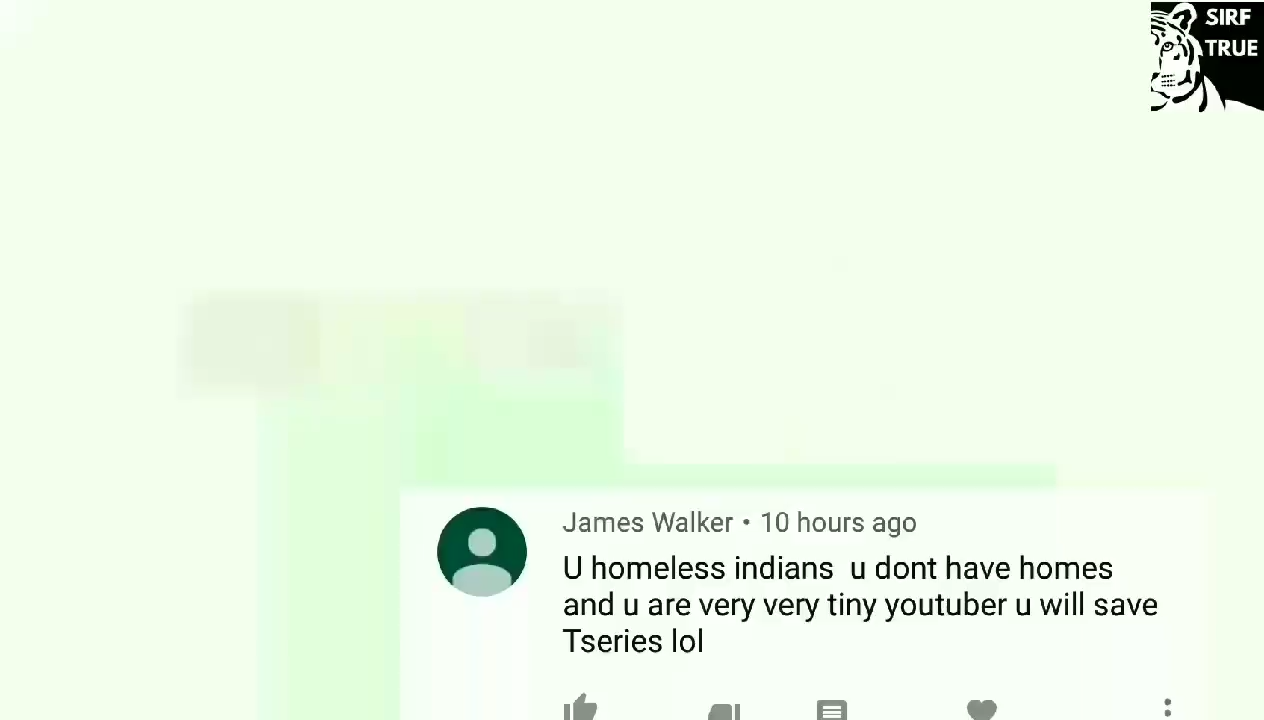 SIRF
TRUE
James Walker • 10 hours ago
U homeless indians  u dont have homes
and u are very very tiny youtuber u will save
Tseries lol